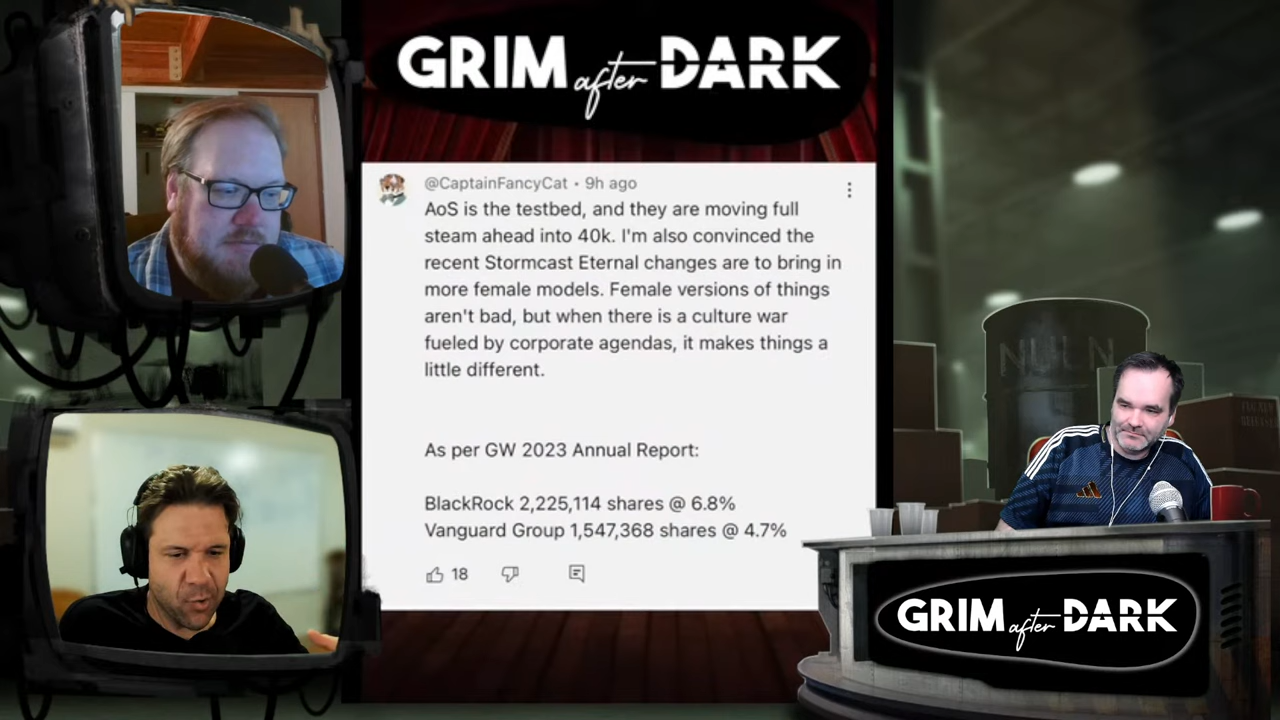 GRIM after DARK
@CaptainFancyCat • 9h ago
AoS is the testbed, and they are moving full
steam ahead into 40k. I'm also convinced the
recent Stormcast Eternal changes are to bring in
more female models. Female versions of things
aren't bad, but when there is a culture war
fueled by corporate agendas, it makes things a
little different.
As per GW 2023 Annual Report:
BlackRock 2,225,114 shares @ 6.8%
Vanguard Group 1,547,368 shares @ 4.7%
18
GRIM after DARK